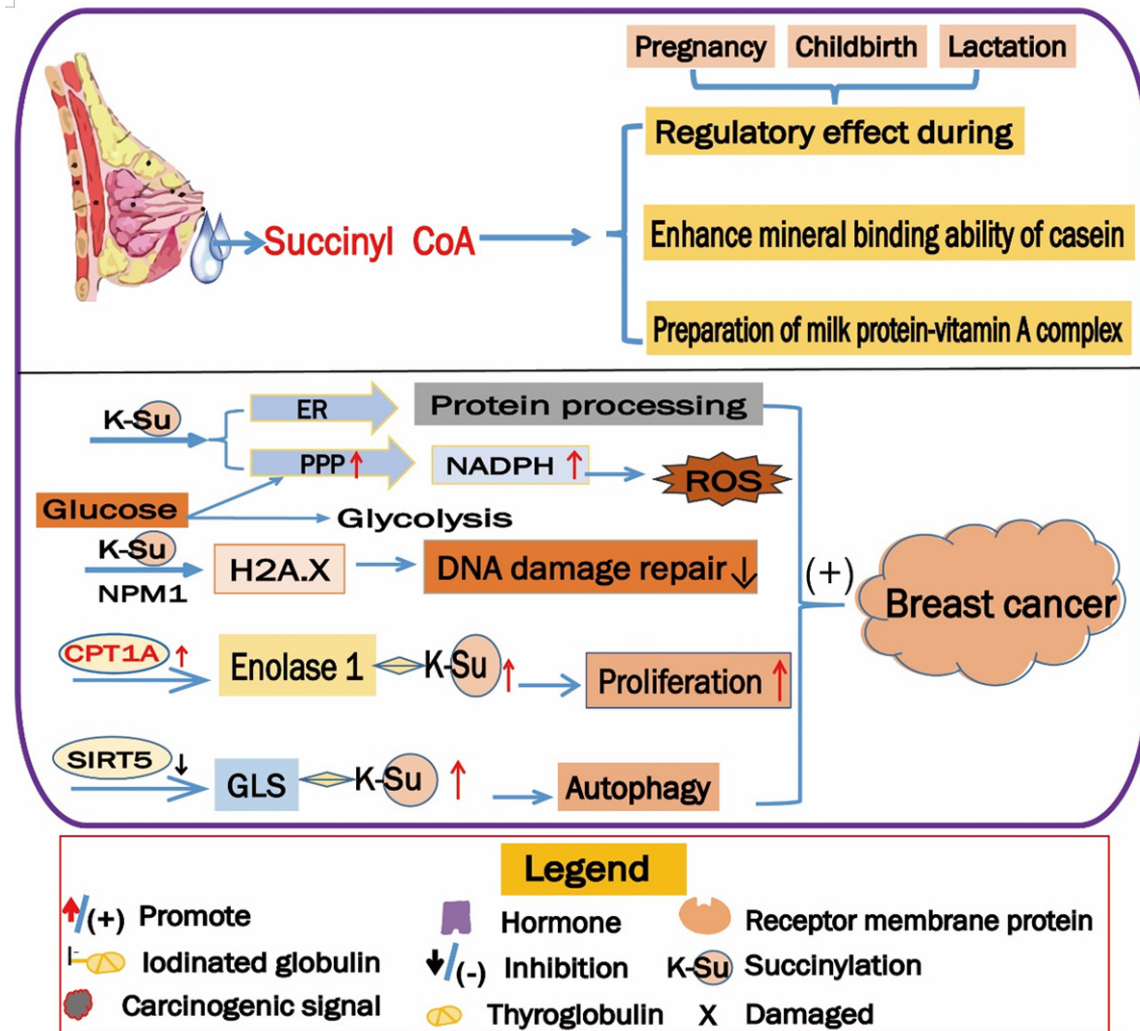 Pregnancy
Childbirth
Lactation
Regulatory effect during
Succinyl CoA
Enhance mineral binding ability of casein
Preparation of milk protein-vitamin A complex
K-Su
ER
Protein processing
PPP
NADPH
ROS
Glucose
Glycolysis
K-Su
NPM1
H2A.X
DNA damage repair
(+)
Breast cancer
CPT1A
Enolase 1
K-Su
Proliferation
SIRT5
GLS
K-Su
Autophagy
Legend
/(+) Promote
Hormone
Receptor membrane protein
I-
Iodinated globulin
/(-) Inhibition
K-Su Succinylation
Carcinogenic signal
Thyroglobulin
X Damaged